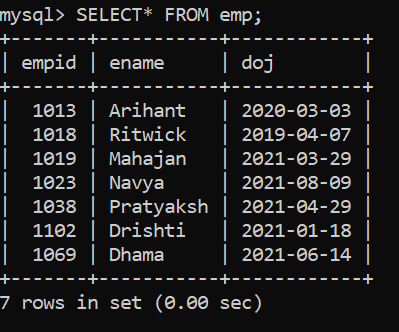 mysql> SELECT* FROM emp;
+-------+-----------+------------+
| empid | ename     | doj        |
+-------+-----------+------------+
|  1013 | Arihant   | 2020-03-03 |
|  1018 | Ritwick   | 2019-04-07 |
|  1019 | Mahajan   | 2021-03-29 |
|  1023 | Navya     | 2021-08-09 |
|  1038 | Pratyaksh | 2021-04-29 |
|  1102 | Drishti   | 2021-01-18 |
|  1069 | Dhama     | 2021-06-14 |
+-------+-----------+------------+
7 rows in set (0.00 sec)